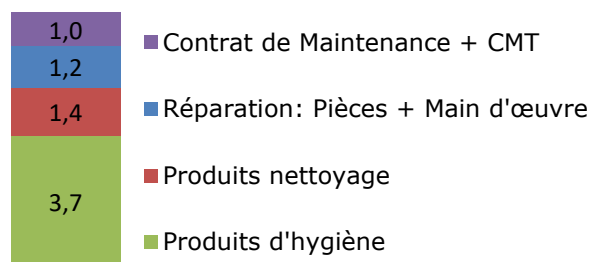 1,0
Contrat de Maintenance + CMT
1,2
Réparation: Pièces + Main d'œuvre
1,4
Produits nettoyage
3,7
Produits d'hygiène